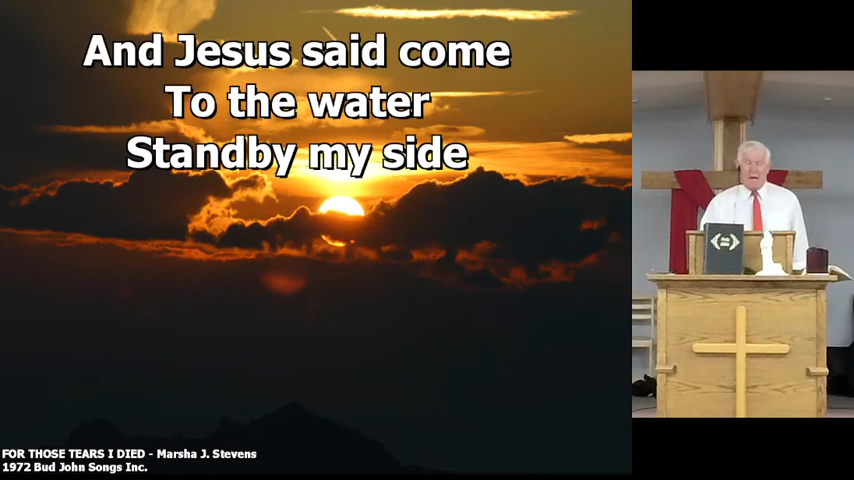 And Jesus said come
To the water
Standby my side
FOR THOSE TEARS I DIED - Marsha J. Stevens
1972 Bud John Songs Inc.